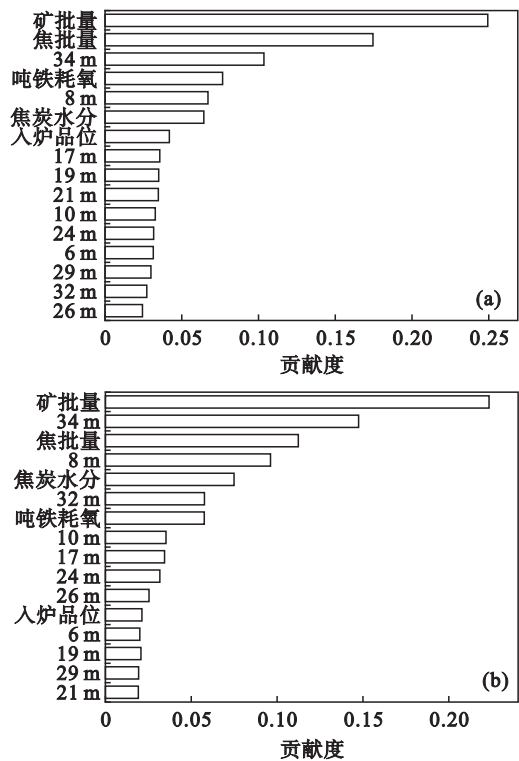 矿批量
焦批量
34 m
吨铁耗氧
8 m
焦炭水分
入炉品位
17 m
19 m
21 m
10 m
24 m
6 m
29 m
32 m
26 m
(a)
0 0.05 0.10 0.15 0.20 0.25
贡献度
矿批量
34 m
焦批量
8 m
焦炭水分
32 m
吨铁耗氧
10 m
17 m
24 m
26 m
入炉品位
6 m
19 m
29 m
21 m
(b)
0 0.05 0.10 0.15 0.20
贡献度